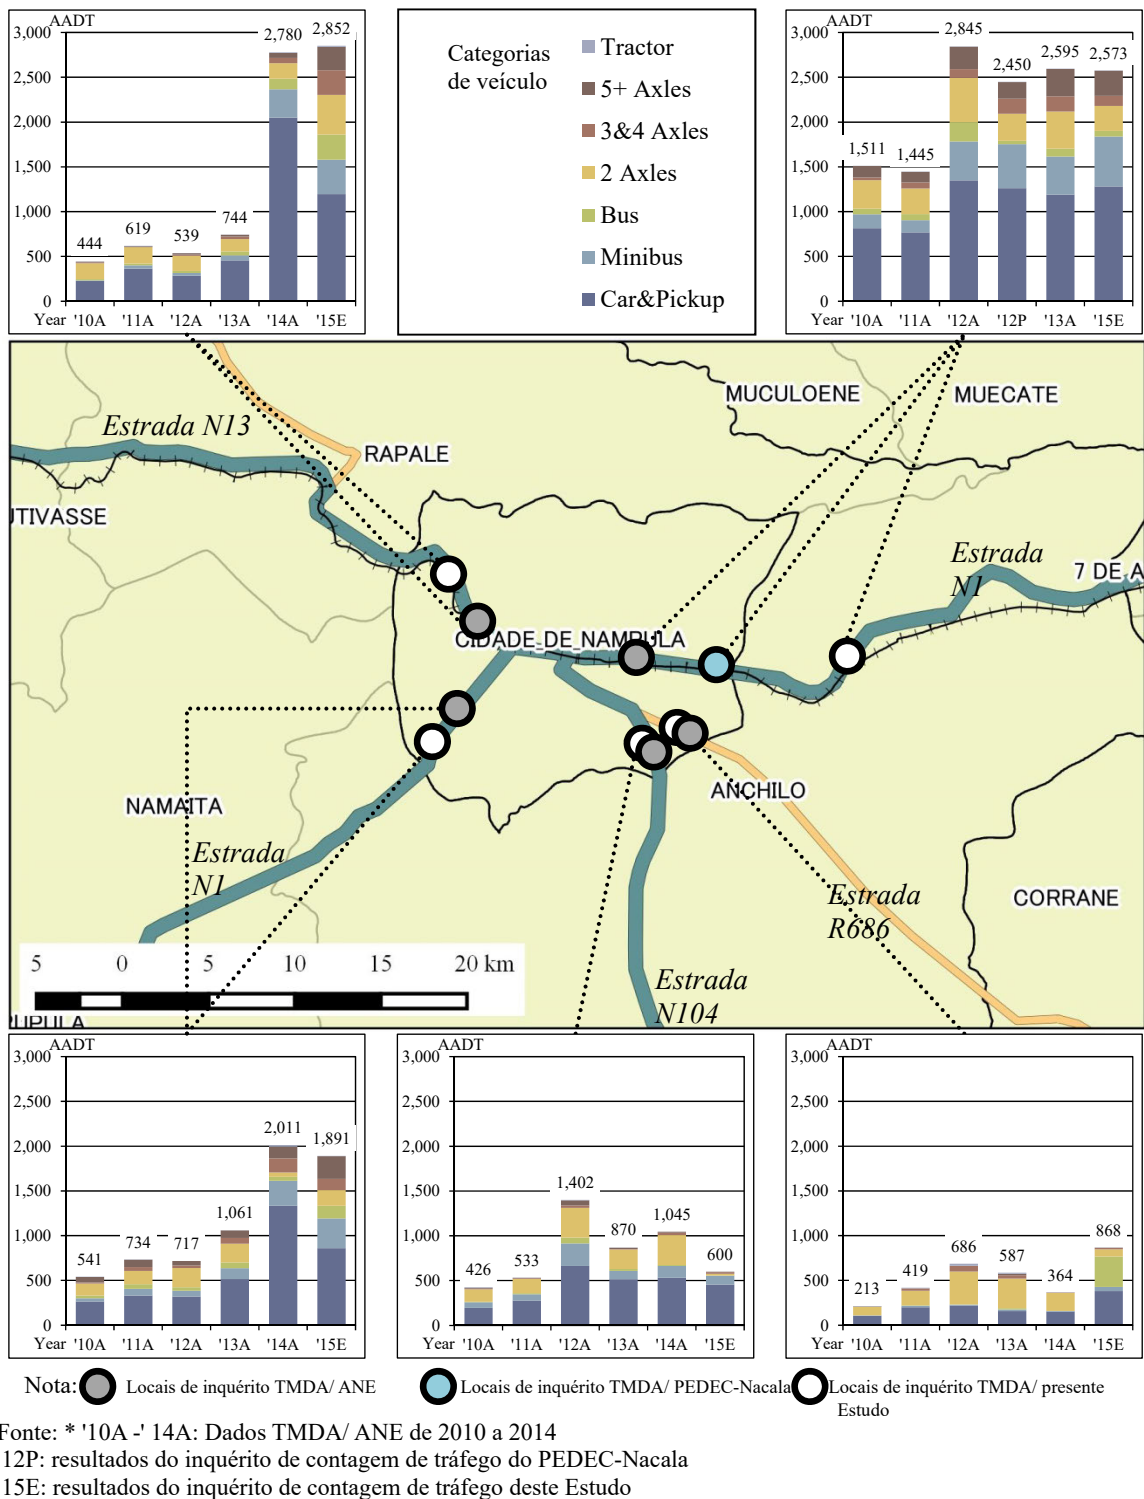 AADT
3,000
2,500
2,000
1,500
1,000
500
0
444
619
539
744
2,780
2,852
Year '10A '11A '12A '13A '14A '15E
Categorias
de veículo
Tractor
5+ Axles
3&4 Axles
2 Axles
Bus
Minibus
Car&Pickup
AADT
3,000
2,500
2,000
1,500
1,000
500
0
1,511
1,445
2,845
2,450
2,595
2,573
Year '10A '11A '12A '12P '13A '15E
MUCULOENE
MUECATE
Estrada N13
RAPALE
UTIVASSE
Estrada
N1
7 DE A
CIDADE_DE_NAMPULA
NAMAITA
ANCHILO
Estrada
N1
Estrada
R686
CORRANE
5 0 5 10 15 20 km
Estrada
N104
PUPULA
AADT
3,000
2,500
2,000
1,500
1,000
500
0
541
734
717
1,061
2,011
1,891
Year '10A '11A '12A '13A '14A '15E
AADT
3,000
2,500
2,000
1,500
1,000
500
0
426
533
1,402
870
1,045
600
Year '10A '11A '12A '13A '14A '15E
AADT
3,000
2,500
2,000
1,500
1,000
500
0
213
419
686
587
364
868
Year '10A '11A '12A '13A '14A '15E
Nota: Locais de inquérito TMDA/ ANE
Locais de inquérito TMDA/ PEDEC-Nacala
Locais de inquérito TMDA/ presente
Estudo
Fonte: * '10A -' 14A: Dados TMDA/ ANE de 2010 a 2014
12P: resultados do inquérito de contagem de tráfego do PEDEC-Nacala
15E: resultados do inquérito de contagem de tráfego deste Estudo